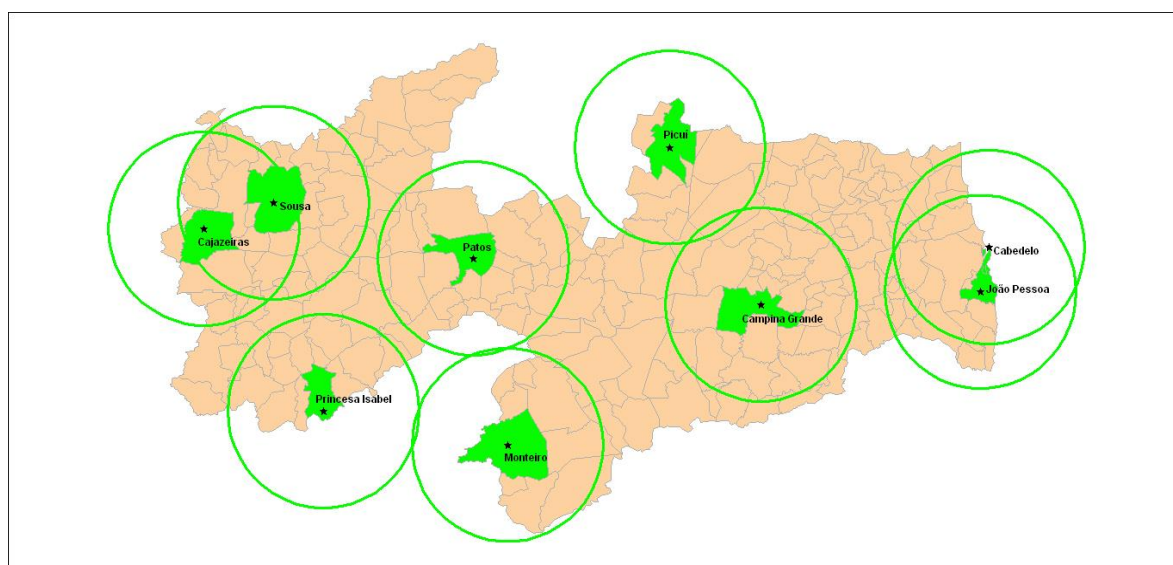 Picuí
Sousa
Cajazeiras
Patos
Cabedelo
João Pessoa
Campina Grande
Princesa Isabel
Monteiro